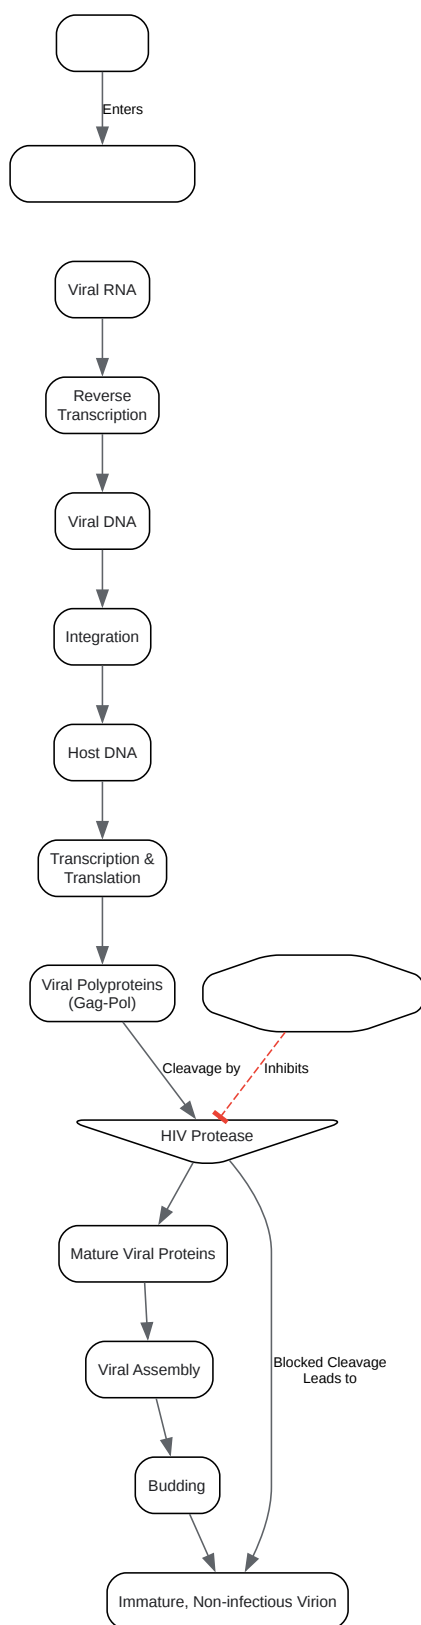 Enters
Viral RNA
Reverse
Transcription
Viral DNA
Integration
Host DNA
Transcription &
Translation
Viral Polyproteins
(Gag-Pol)
Cleavage by
Inhibits
HIV Protease
Mature Viral Proteins
Viral Assembly
Blocked Cleavage
Leads to
Budding
Immature, Non-infectious Virion